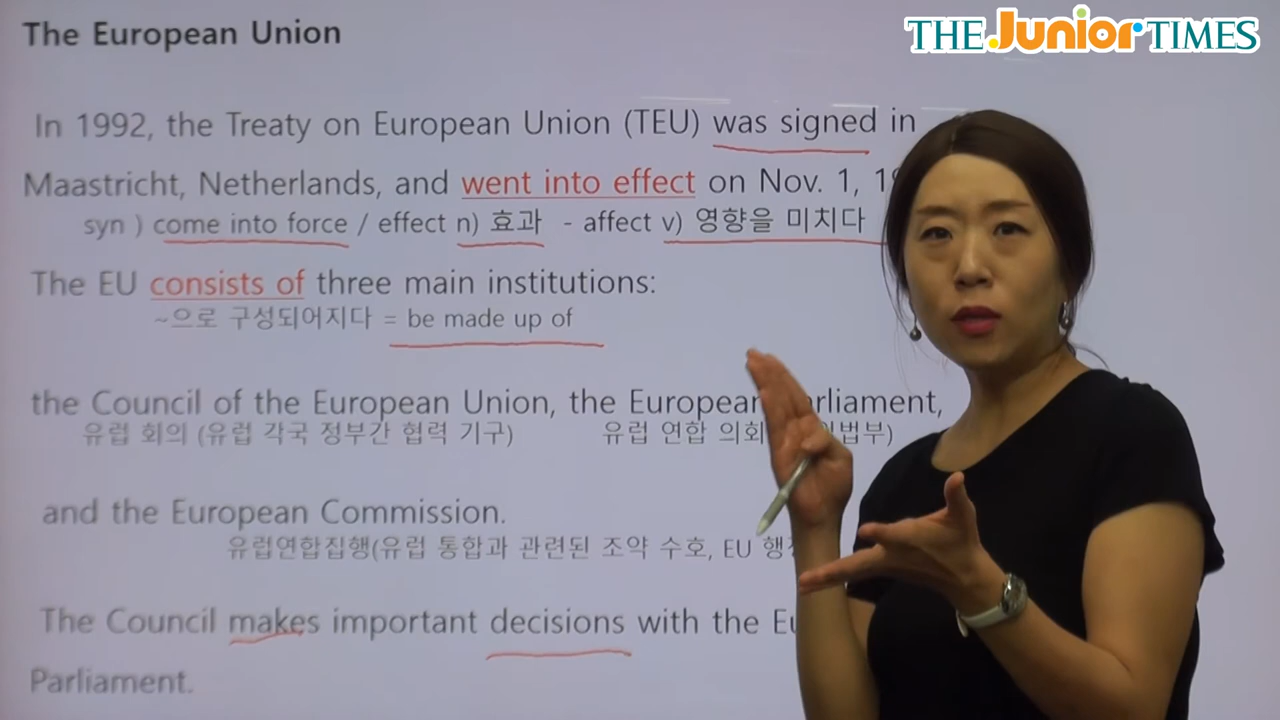 The European Union
THE Junior TIMES
In 1992, the Treaty on European Union (TEU) was signed in
Maastricht, Netherlands, and went into effect on Nov. 1,
syn ) come into force / effect n) 효과 - affect v) 영향을 미치다
The EU consists of three main institutions:
~으로 구성되어지다 = be made up of
the Council of the European Union, the European Parliament,
유럽 회의 (유럽 각국 정부간 협력 기구) 유럽 연합 의회
and the European Commission.
유럽연합집행(유럽 통합과 관련된 조약 수호, EU
The Council makes important decisions with the
Parliament.